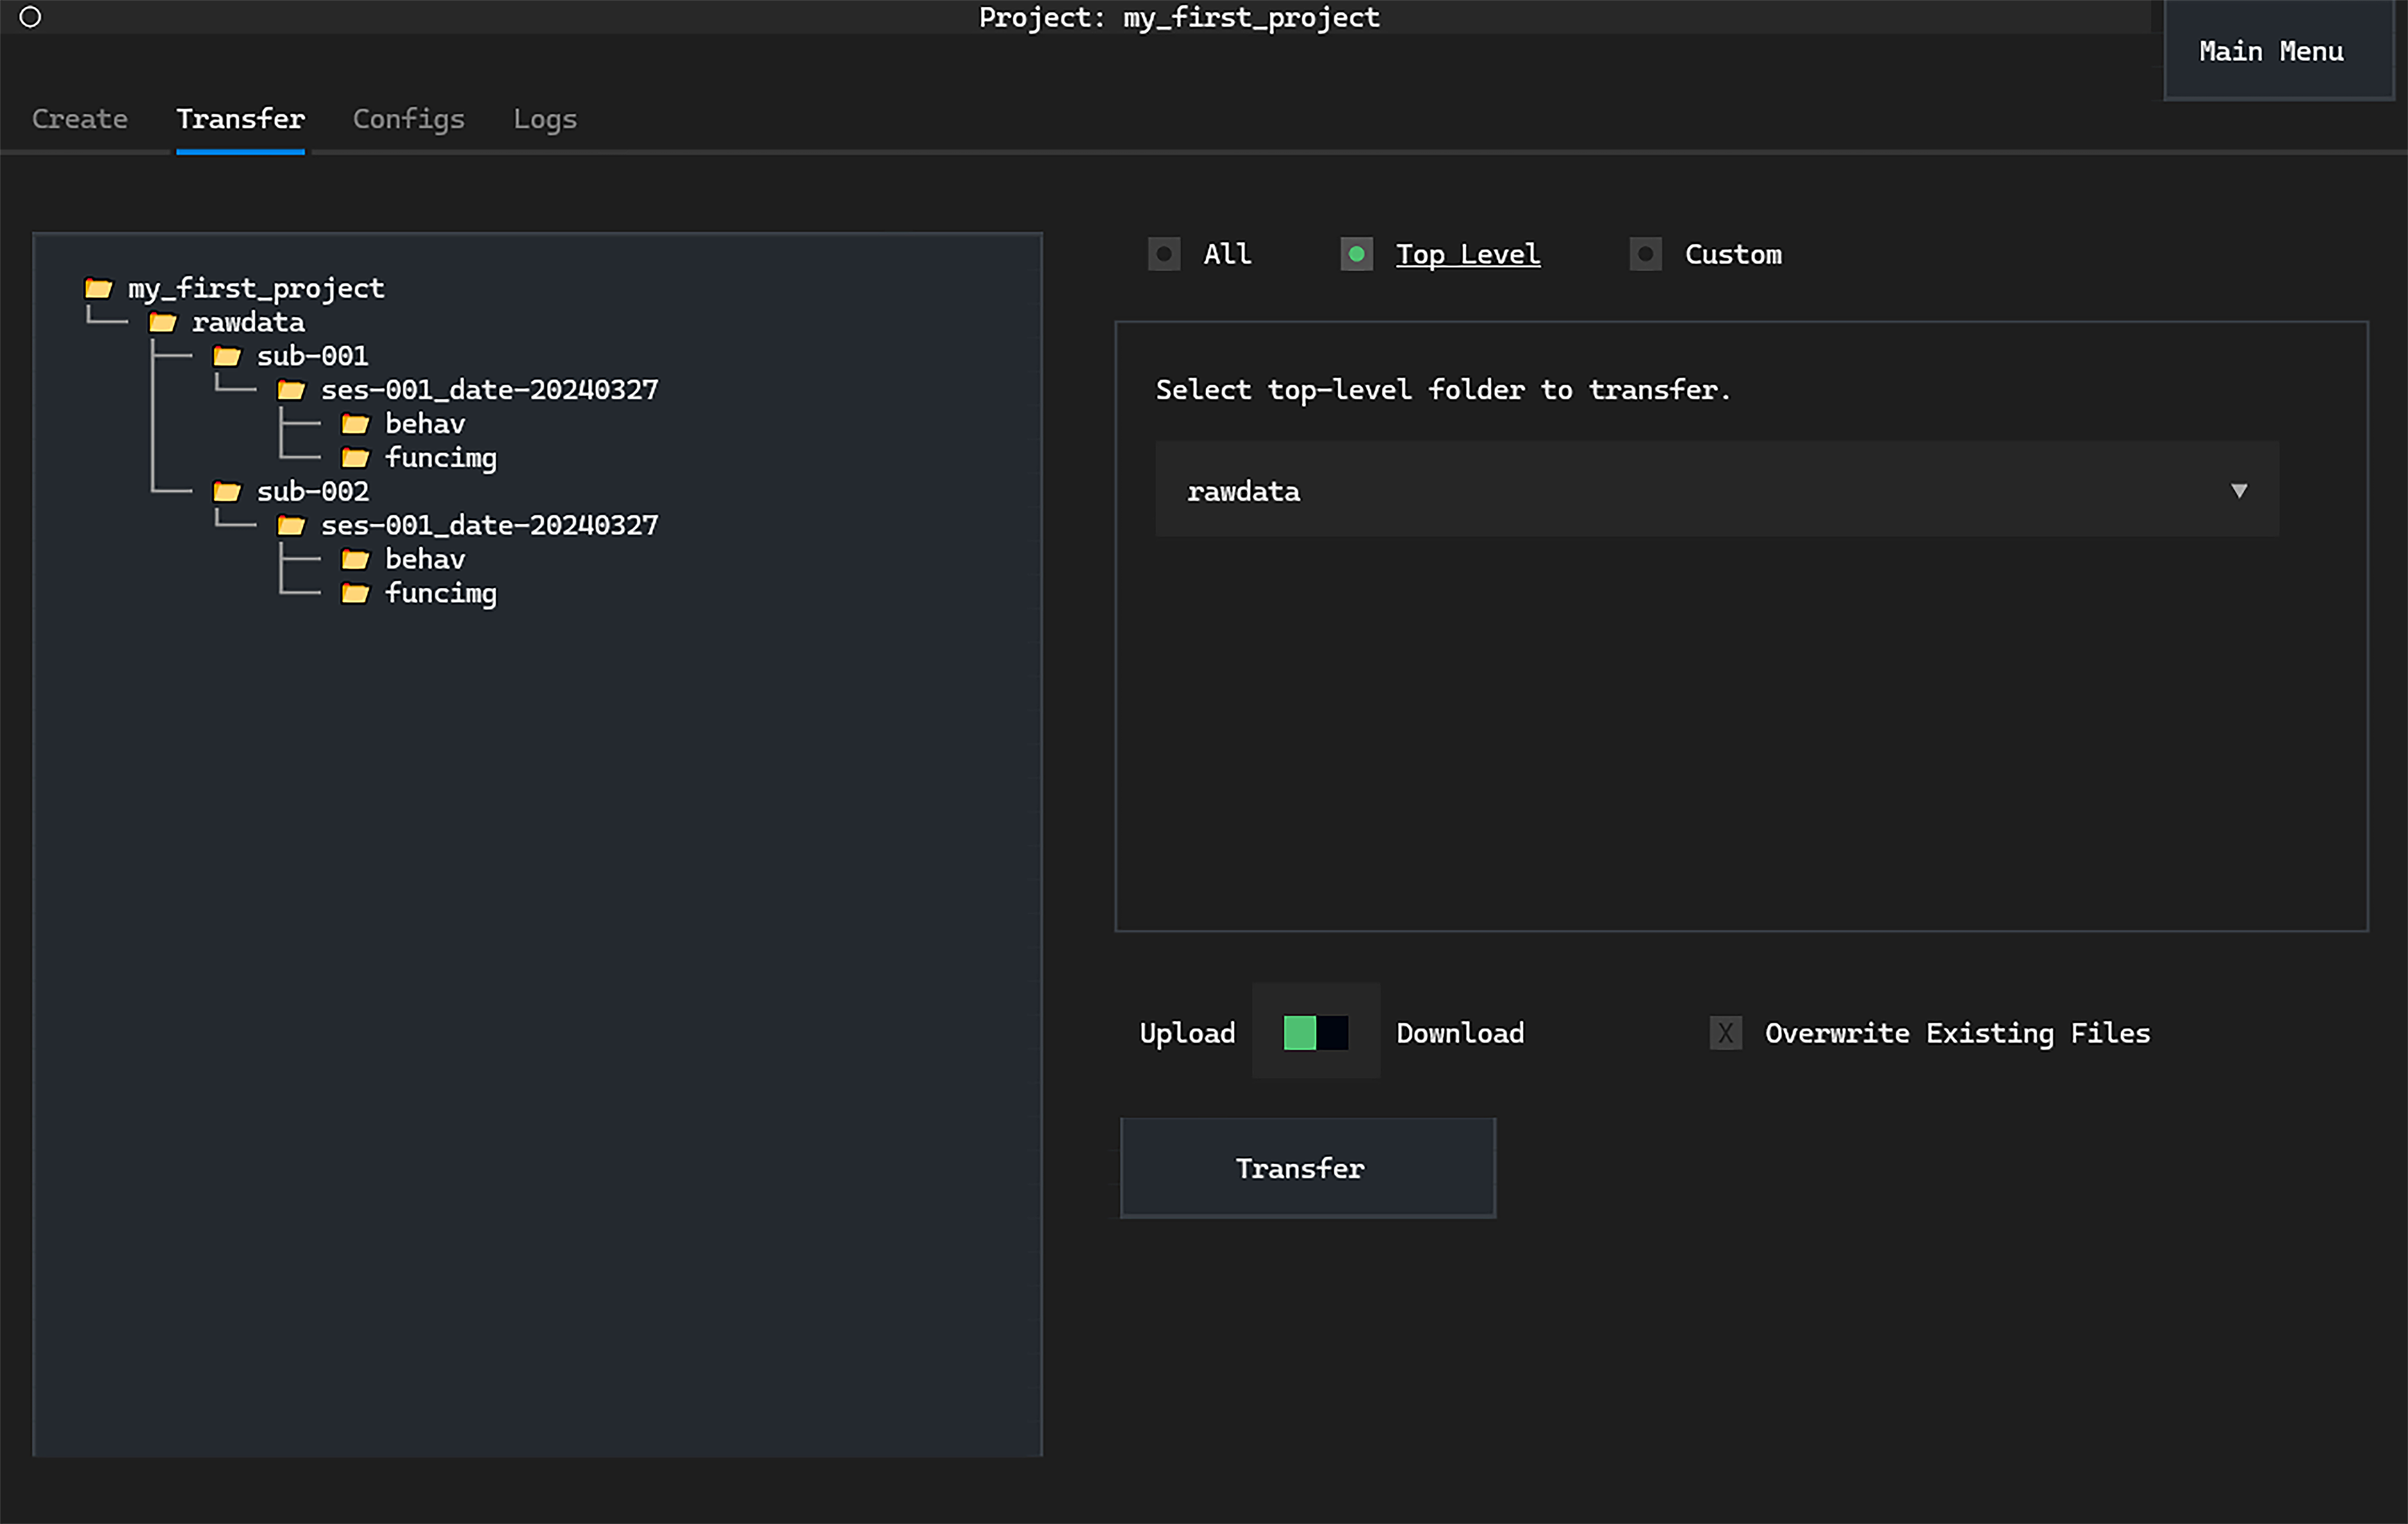 Project: my_first_project
Main Menu
Create Transfer Configs Logs
my_first_project
rawdata
sub-001
ses-001_date-20240327
behav
funcimg
sub-002
ses-001_date-20240327
behav
funcimg
All Top Level Custom
Select top-level folder to transfer.
rawdata
Upload Download X Overwrite Existing Files
Transfer